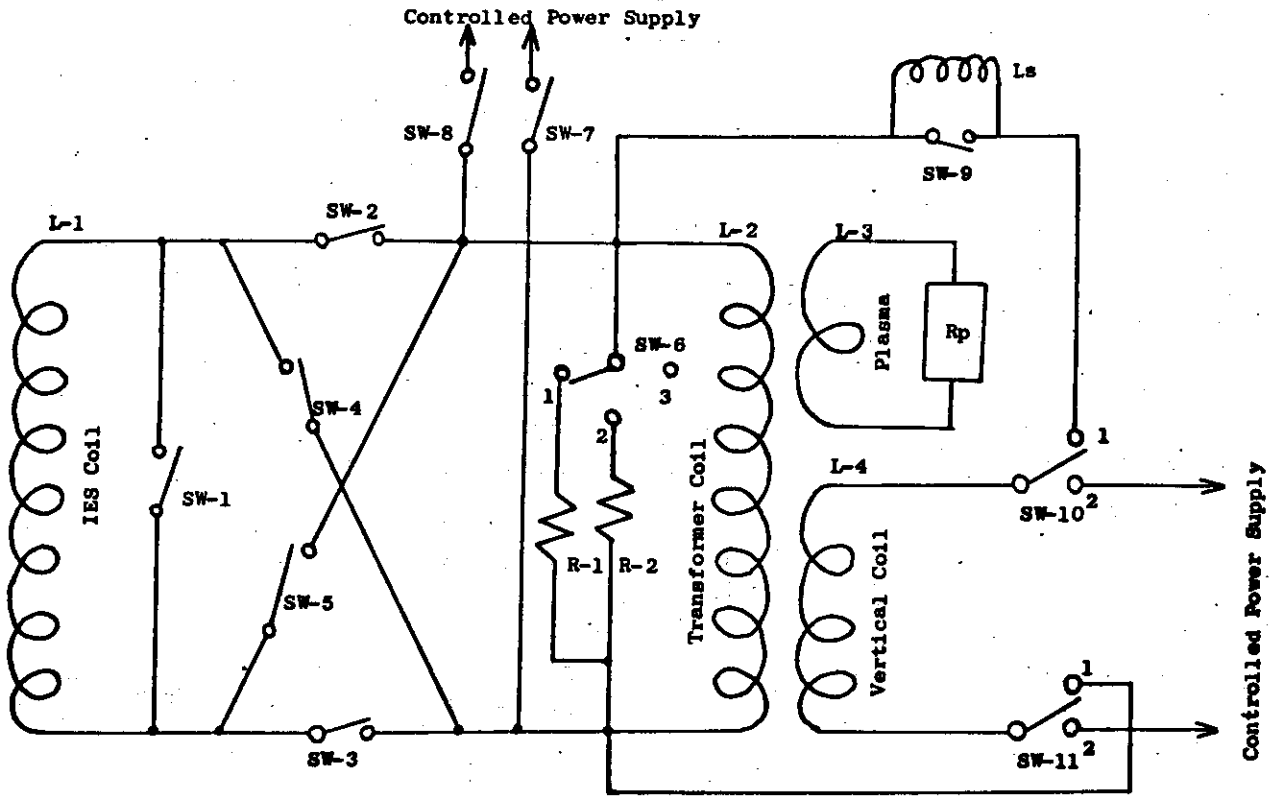 Controlled Power Supply
Ls
SW-8
SW-7
SW-9
SW-2
L-1
L-2
L-3
SW-6
Plasma
Rp
1
3
2
SW-4
1
L-4
IES Coil
SW-1
SW-10
2
R-1
R-2
Transformer Coil
Vertical Coil
SW-5
Controlled Power Supply
1
SW-3
SW-11
2